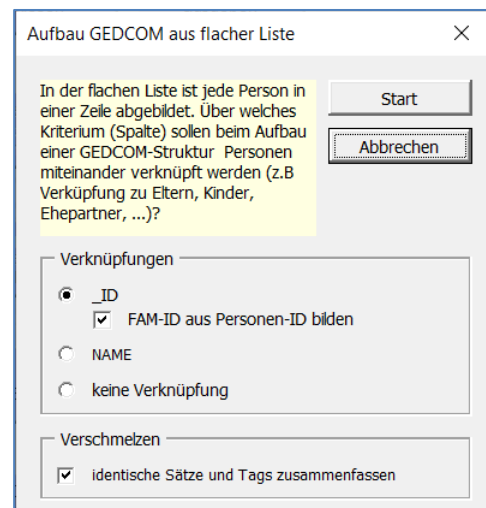 Aufbau GEDCOM aus flacher Liste
In der flachen Liste ist jede Person in
einer Zeile abgebildet. Über welches
Kriterium (Spalte) sollen beim Aufbau
einer GEDCOM-Struktur Personen
miteinander verknüpft werden (z.B
Verküpfung zu Eltern, Kinder,
Ehepartner, ...)?
Start
Abbrechen
Verknüpfungen
_ID
FAM-ID aus Personen-ID bilden
NAME
keine Verknüpfung
Verschmelzen
identische Sätze und Tags zusammenfassen